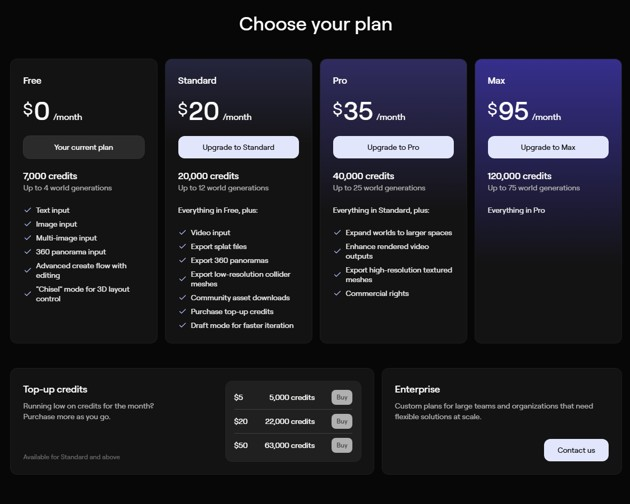 Choose your plan
Free
$0 /month
Your current plan
7,000 credits
Up to 4 world generations
Text input
Image input
Multi-image input
360 panorama input
Advanced create flow with
editing
"Chisel" mode for 3D layout
control
Standard
$20 /month
Upgrade to Standard
20,000 credits
Up to 12 world generations
Everything in Free, plus:
Video input
Export splat files
Export 360 panoramas
Export low-resolution collider
meshes
Community asset downloads
Purchase top-up credits
Draft mode for faster iteration
Pro
$35 /month
Upgrade to Pro
40,000 credits
Up to 25 world generations
Everything in Standard, plus:
Expand worlds to larger spaces
Enhance rendered video
outputs
Export high-resolution textured
meshes
Commercial rights
Max
$95 /month
Upgrade to Max
120,000 credits
Up to 75 world generations
Everything in Pro
Top-up credits
Running low on credits for the month?
Purchase more as you go.
Available for Standard and above
$5 5,000 credits Buy
$20 22,000 credits Buy
$50 63,000 credits Buy
Enterprise
Custom plans for large teams and organizations that need
flexible solutions at scale.
Contact us